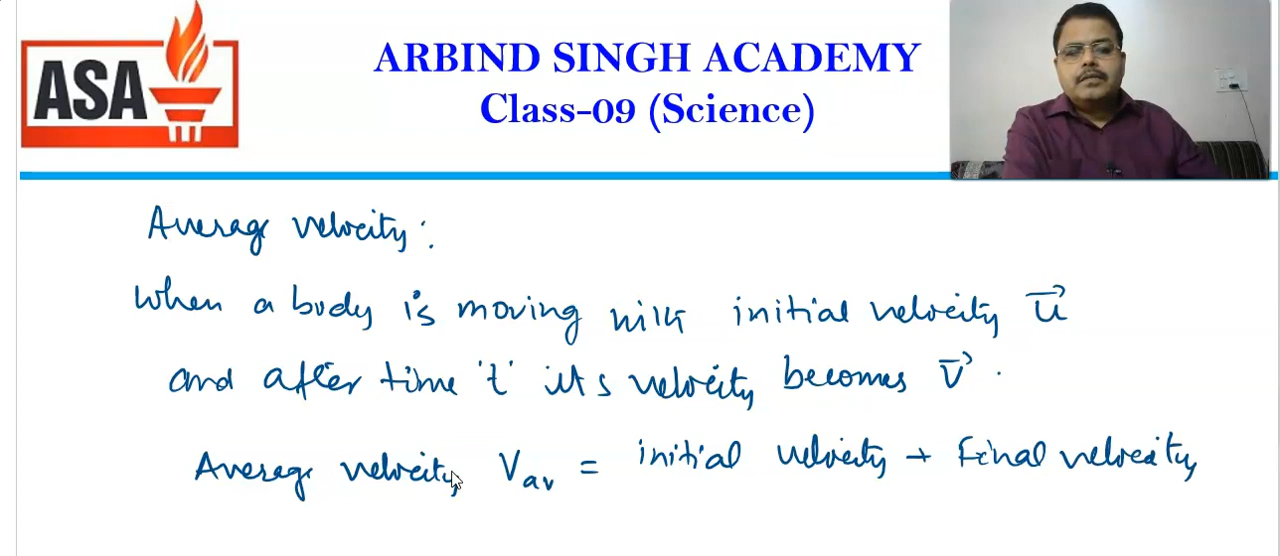 ASA
ARBIND SINGH ACADEMY
Class-09 (Science)
Average velocity:
When a body is moving with initial velocity u⃗
and after time 't' its velocity becomes v⃗.
Average velocity Vav = initial velocity + Final velocity